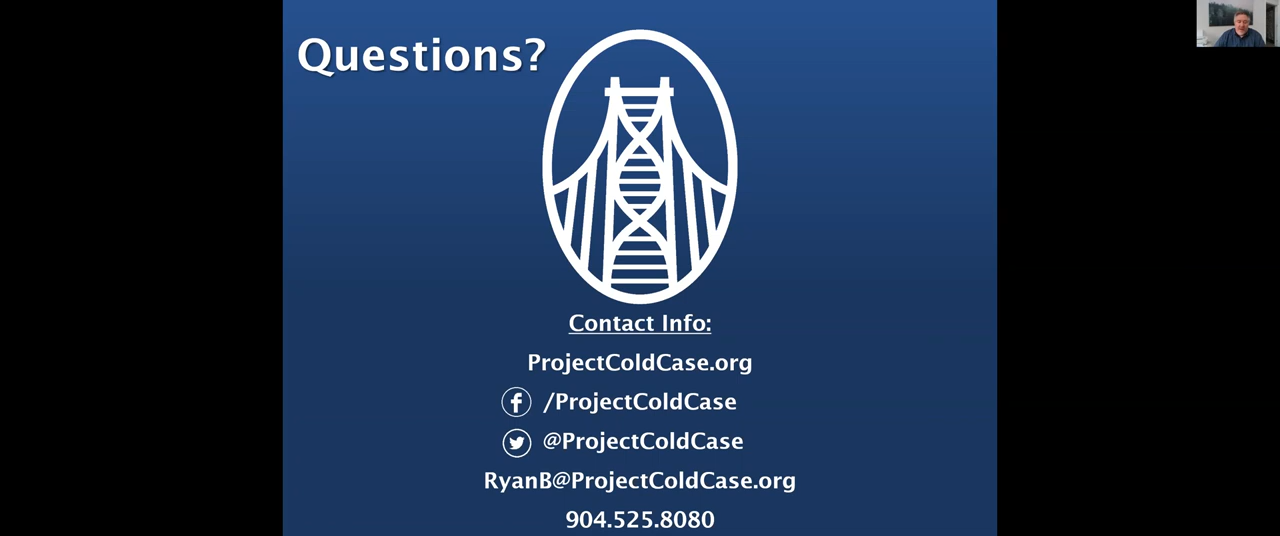 Questions?
Contact Info:
ProjectColdCase.org
/ProjectColdCase
@ProjectColdCase
RyanB@ProjectColdCase.org
904.525.8080